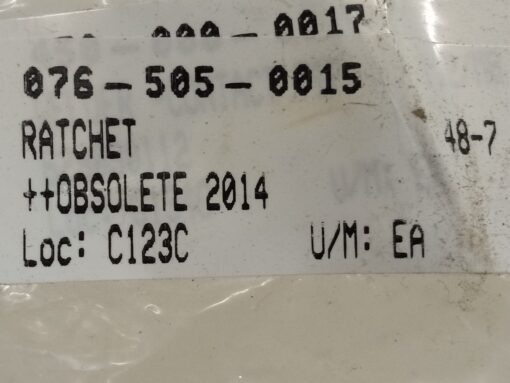 076-505-0015
RATCHET 48-7
++OBSOLETE 2014
Loc: C123C U/M: EA